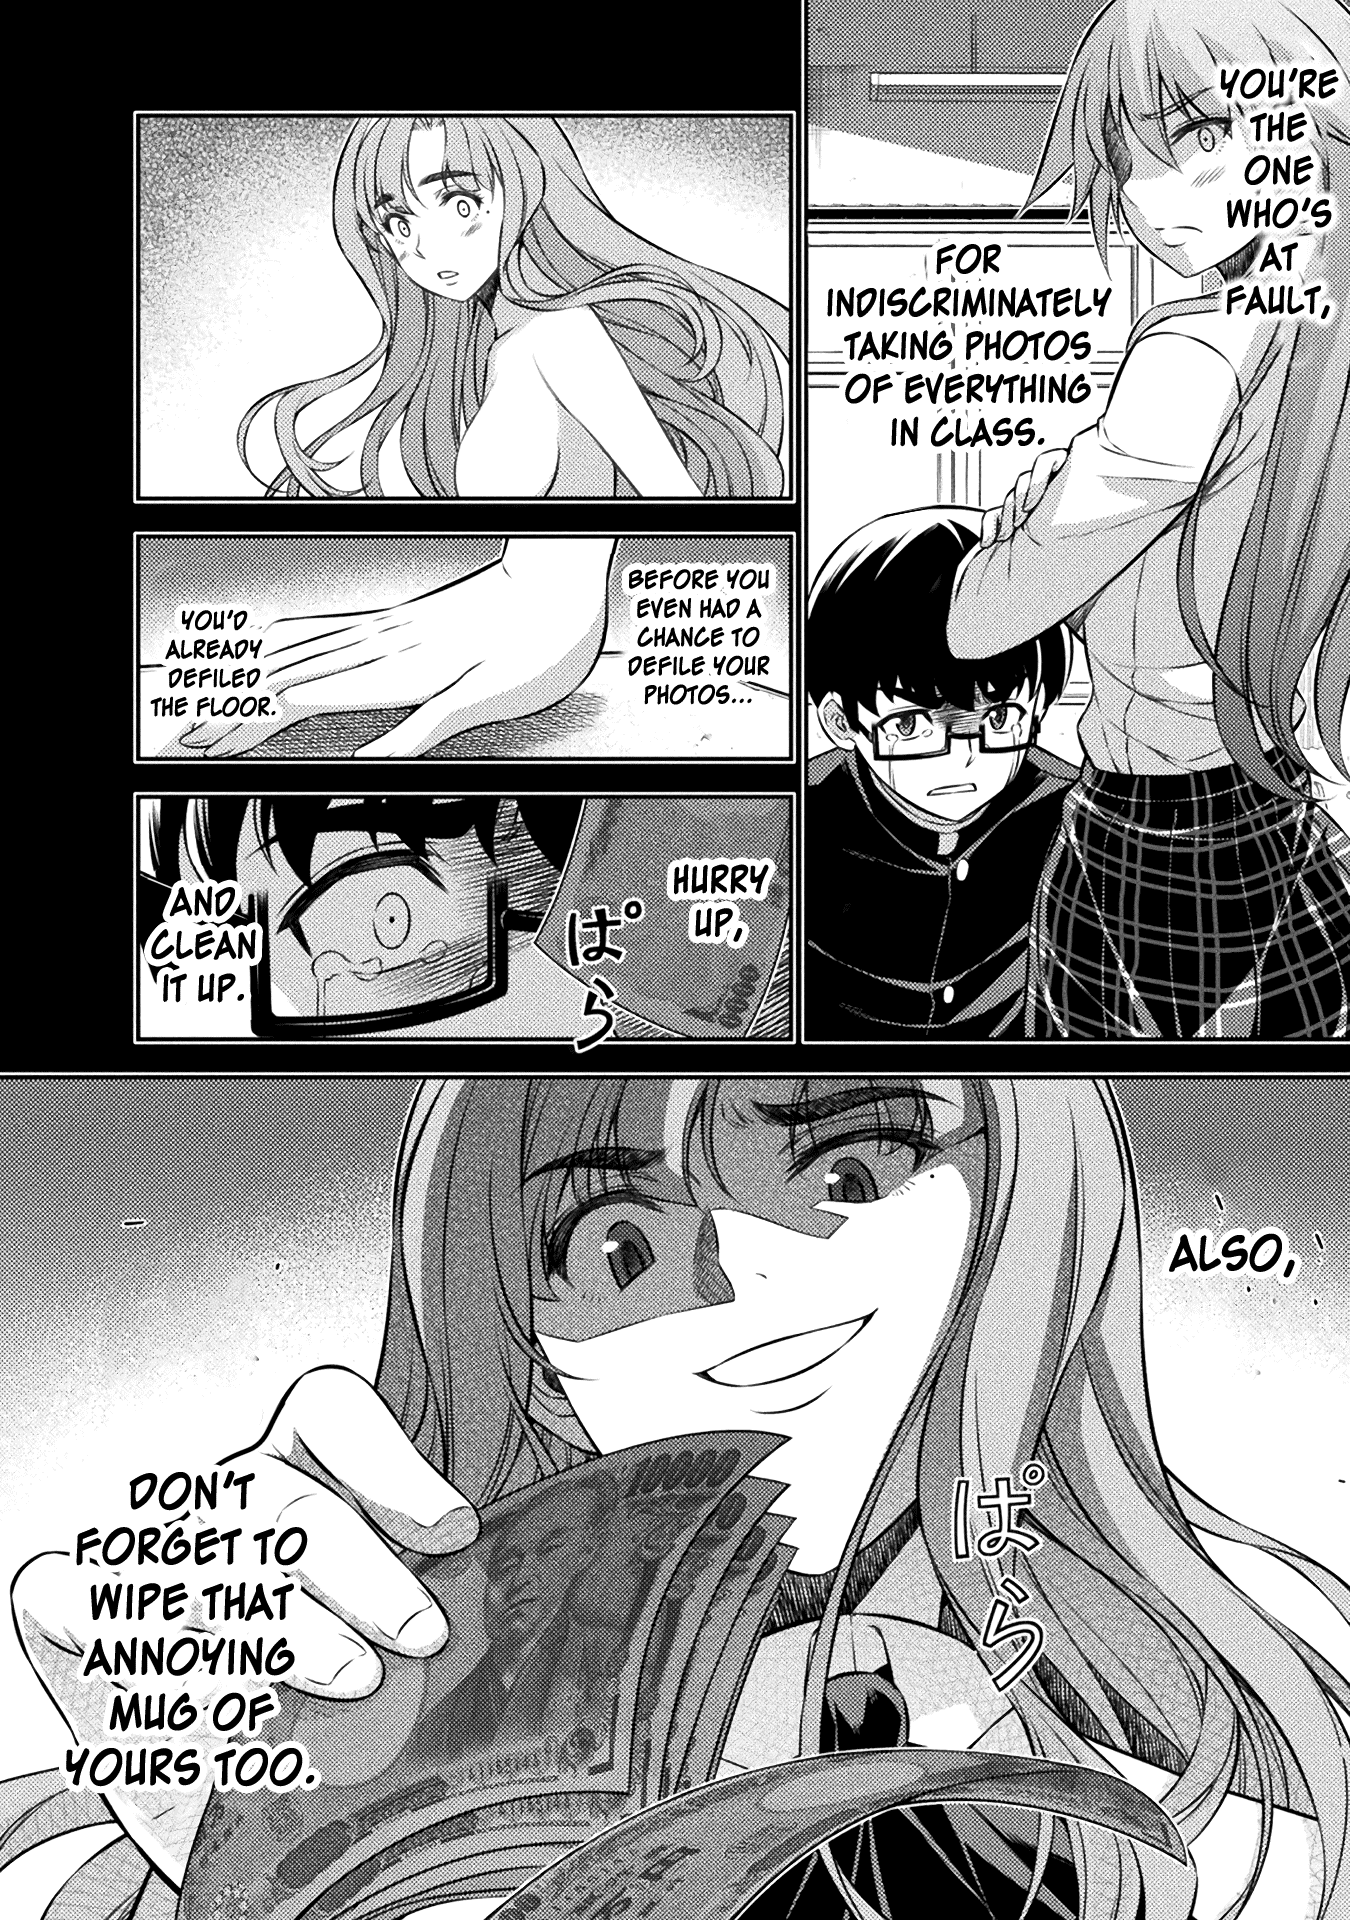 YOU'RE
THE
ONE
WHO'S
AT
FAULT,
FOR
INDISCRIMINATELY
TAKING PHOTOS
OF EVERYTHING
IN CLASS.
BEFORE YOU
EVEN HAD A
CHANCE TO
DEFILE YOUR
PHOTOS...
YOU'D
ALREADY
DEFILED
THE FLOOR.
HURRY
UP,
ぱら
AND
CLEAN
IT UP.
ALSO,
ぱら
10000
DON'T
FORGET TO
WIPE THAT
ANNOYING
MUG OF
YOURS TOO.